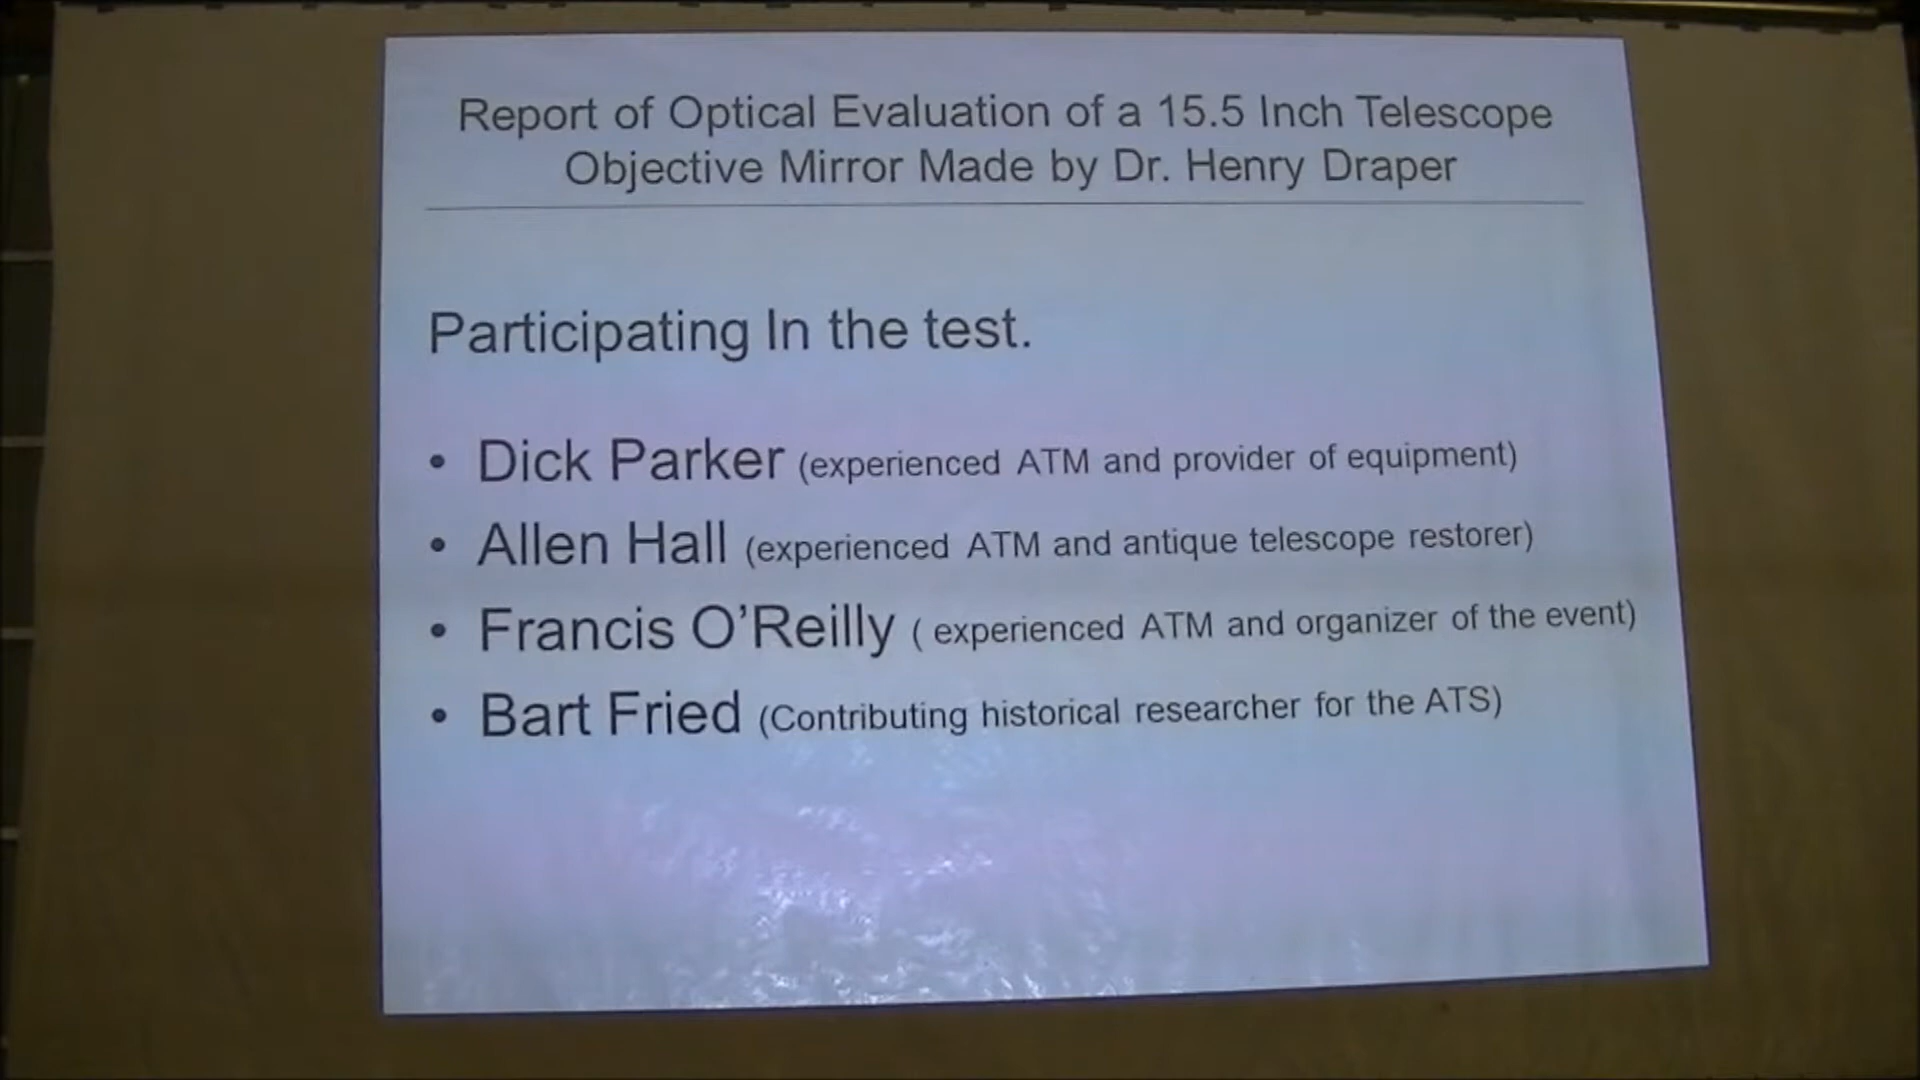 Report of Optical Evaluation of a 15.5 Inch Telescope
Objective Mirror Made by Dr. Henry Draper
Participating In the test.
• Dick Parker (experienced ATM and provider of equipment)
• Allen Hall (experienced ATM and antique telescope restorer)
• Francis O’Reilly ( experienced ATM and organizer of the event)
• Bart Fried (Contributing historical researcher for the ATS)